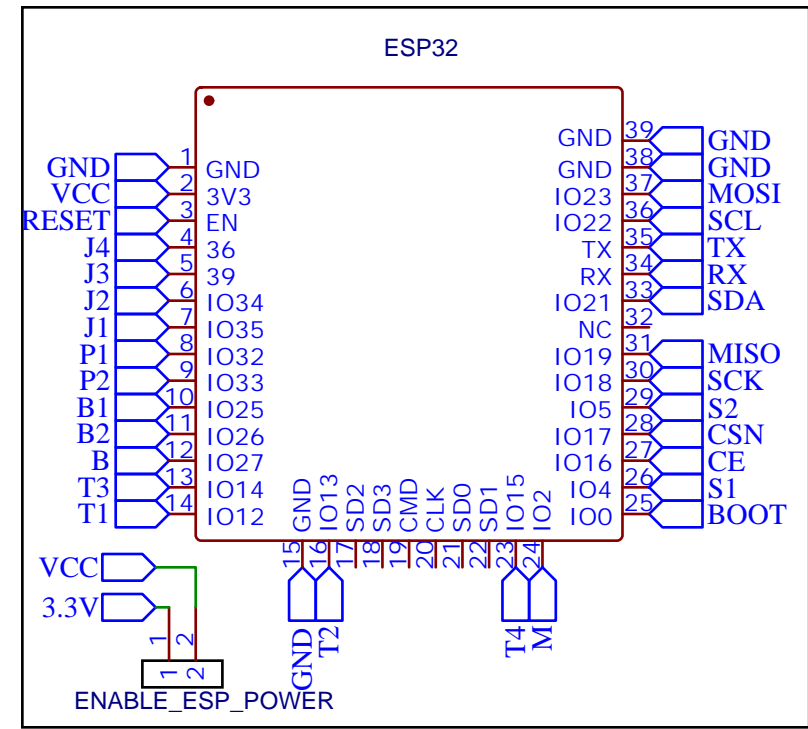 ESP32
GND 1 GND
VCC 2 3V3
RESET 3 EN
J4 4 36
J3 5 39
J2 6 IO34
J1 7 IO35
P1 8 IO32
P2 9 IO33
B1 10 IO25
B2 11 IO26
B 12 IO27
T3 13 IO14
T1 14 IO12
GND 39 GND
GND 38 GND
IO23 37 MOSI
IO22 36 SCL
TX 35 TX
RX 34 RX
IO21 33 SDA
NC 32
IO19 31 MISO
IO18 30 SCK
IO5 29 S2
IO17 28 CSN
IO16 27 CE
IO4 26 S1
IO0 25 BOOT
GND 15 GND
IO13 16 T2
SD2 17
SD3 18
CMD 19
CLK 20
SD0 21
SD1 22
IO15 23 T4
IO2 24 M
VCC
3.3V
1 2
1 2
ENABLE_ESP_POWER